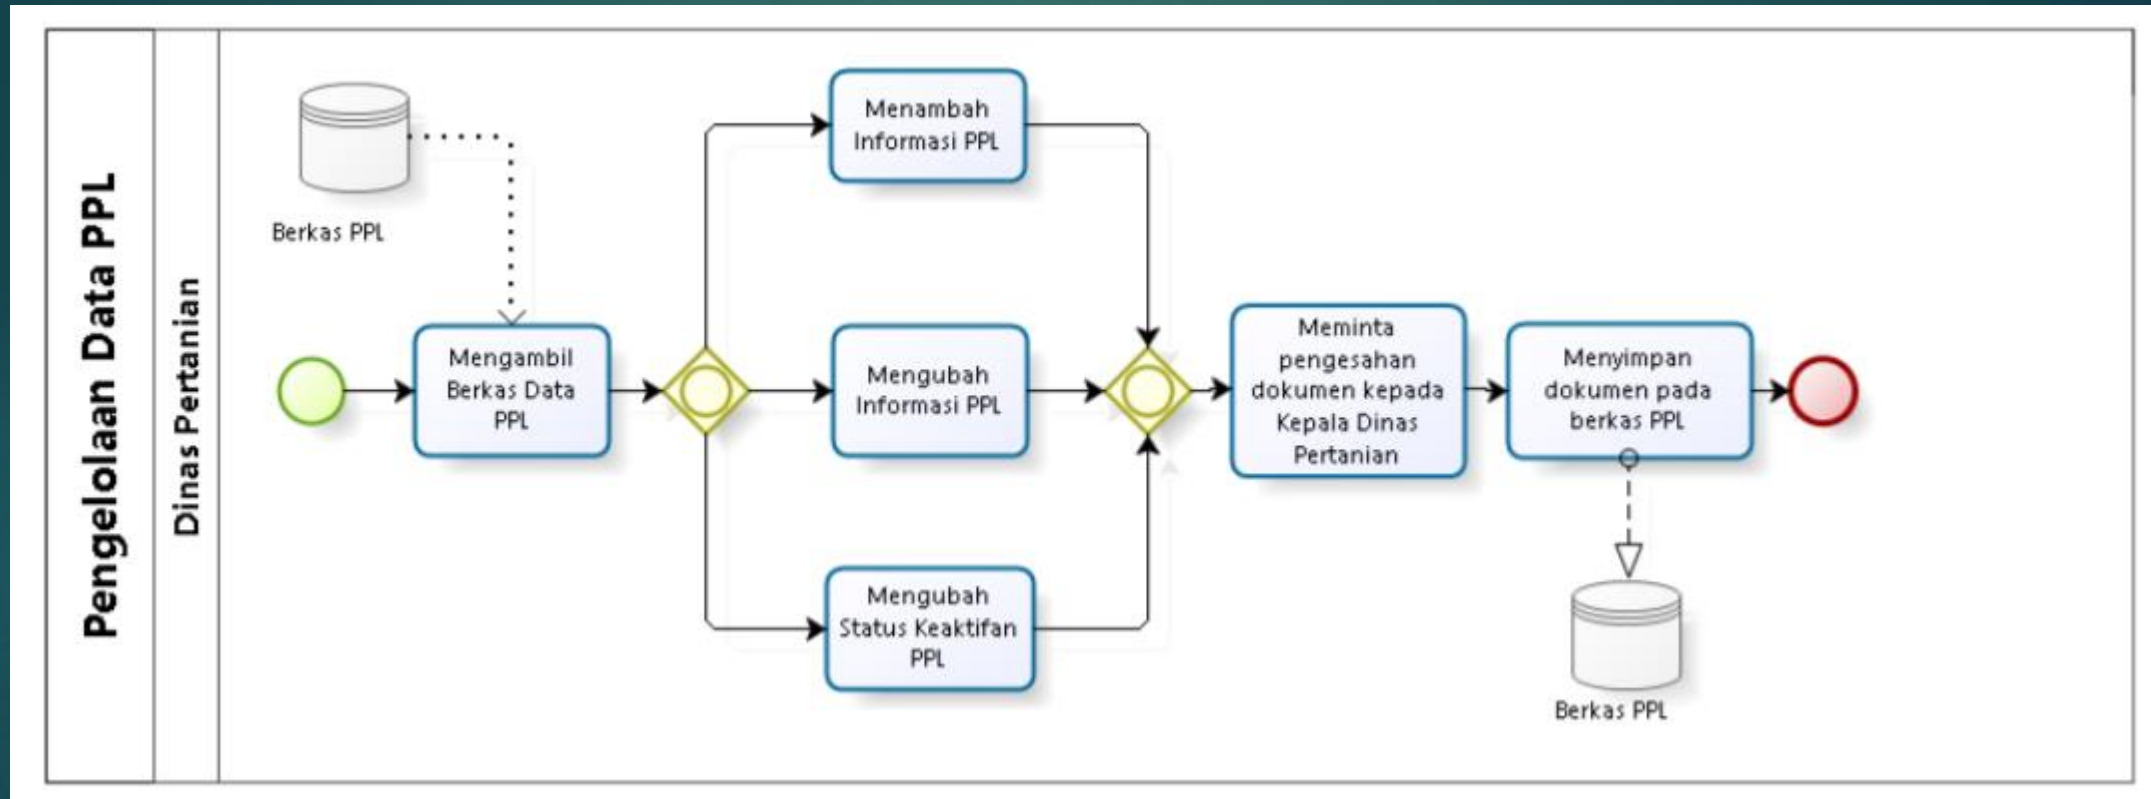 Pengelolaan Data PPL
Dinas Pertanian
Berkas PPL
Mengambil
Berkas Data
PPL
Menambah
Informasi PPL
Mengubah
Informasi PPL
Mengubah
Status Keaktifan
PPL
Meminta
pengesahan
dokumen kepada
Kepala Dinas
Pertanian
Menyimpan
dokumen pada
berkas PPL
Berkas PPL